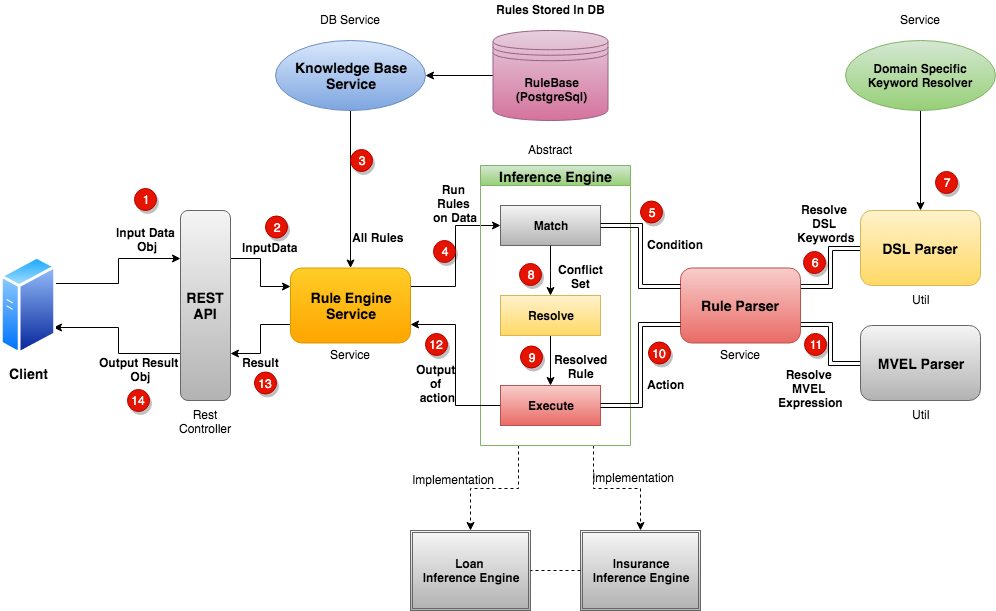 Rules Stored In DB
DB Service
Service
Knowledge Base
Service
RuleBase
(PostgreSql)
Domain Specific
Keyword Resolver
3
Abstract
Inference Engine
7
1
Input Data
Obj
2
InputData
All Rules
Run
Rules
on Data
4
Match
5
Condition
Resolve
DSL
Keywords
6
DSL Parser
Util
REST
API
Rule Engine
Service
Service
8
Conflict
Set
Resolve
Rule Parser
Service
9
Resolved
Rule
10
Action
11
Resolve
MVEL
Expression
MVEL Parser
Util
Client
Output Result
Obj
14
Result
13
12
Output
of
action
Execute
Rest
Controller
Implementation
Implementation
Loan
Inference Engine
Insurance
Inference Engine